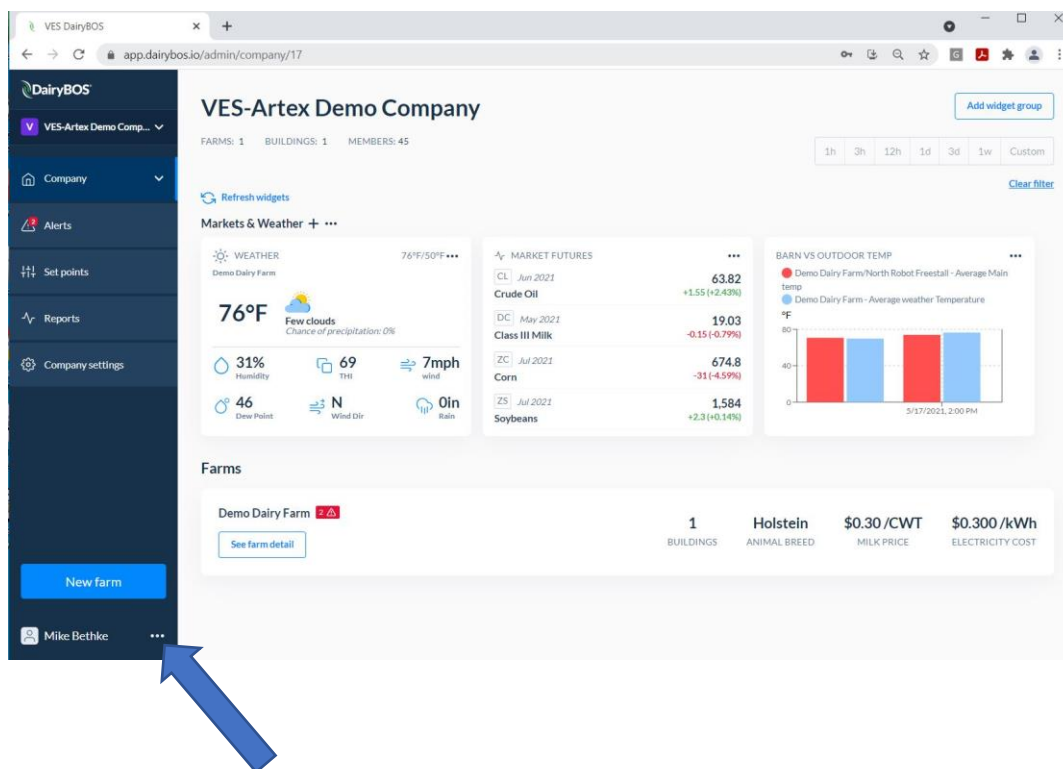 VES DairyBOS
app.dairybos.io/admin/company/17
DairyBOS
V VES-Artex Demo Comp...
Company
2
Alerts
Set points
Reports
Company settings
New farm
Mike Bethke
VES-Artex Demo Company
Add widget group
FARMS: 1 BUILDINGS: 1 MEMBERS: 45
1h 3h 12h 1d 3d 1w Custom
Clear filter
Refresh widgets
Markets & Weather + •••
WEATHER 76°F/50°F •••
Demo Dairy Farm
76°F
Few clouds
Chance of precipitation: 0%
31% 69 7mph
Humidity THI wind
46 N 0in
Dew Point Wind Dir Rain
MARKET FUTURES •••
CL Jun 2021 63.82
Crude Oil +1.55 (+2.43%)
DC May 2021 19.03
Class III Milk -0.15 (-0.79%)
ZC Jul 2021 674.8
Corn -31 (-4.59%)
ZS Jul 2021 1,584
Soybeans +2.3 (+0.14%)
BARN VS OUTDOOR TEMP •••
Demo Dairy Farm/North Robot Freestall - Average Main
temp
Demo Dairy Farm - Average weather Temperature
°F
80
40
0
5/17/2021, 2:00 PM
Farms
Demo Dairy Farm 2
See farm detail
1 Holstein $0.30 /CWT $0.300 /kWh
BUILDINGS ANIMAL BREED MILK PRICE ELECTRICITY COST